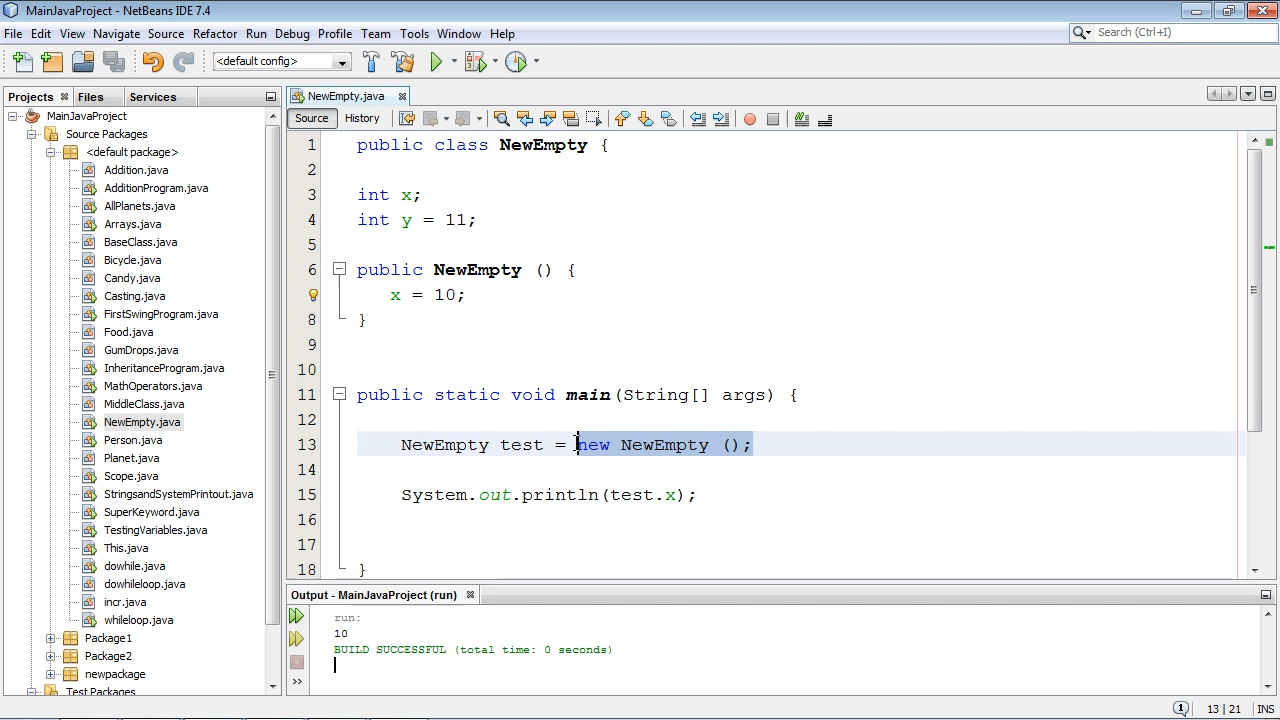 MainJavaProject - NetBeans IDE 7.4
File Edit View Navigate Source Refactor Run Debug Profile Team Tools Window Help
Search (Ctrl+I)
<default config>
Projects Files Services
NewEmpty.java
Source History
MainJavaProject
Source Packages
<default package>
Addition.java
AdditionProgram.java
AllPlanets.java
Arrays.java
BaseClass.java
Bicycle.java
Candy.java
Casting.java
FirstSwingProgram.java
Food.java
GumDrops.java
InheritanceProgram.java
MathOperators.java
MiddleClass.java
NewEmpty.java
Person.java
Planet.java
Scope.java
StringsandSystemPrintout.java
SuperKeyword.java
TestingVariables.java
This.java
dowhile.java
dowhileloop.java
incr.java
whileloop.java
Package1
Package2
newpackage
Test Packages
1 public class NewEmpty {
2
3 int x;
4 int y = 11;
5
6 public NewEmpty () {
x = 10;
8 }
9
10
11 public static void main(String[] args) {
12
13 NewEmpty test = new NewEmpty ();
14
15 System.out.println(test.x);
16
17
18 }
Output - MainJavaProject (run)
run:
10
BUILD SUCCESSFUL (total time: 0 seconds)
1
13 | 21 INS